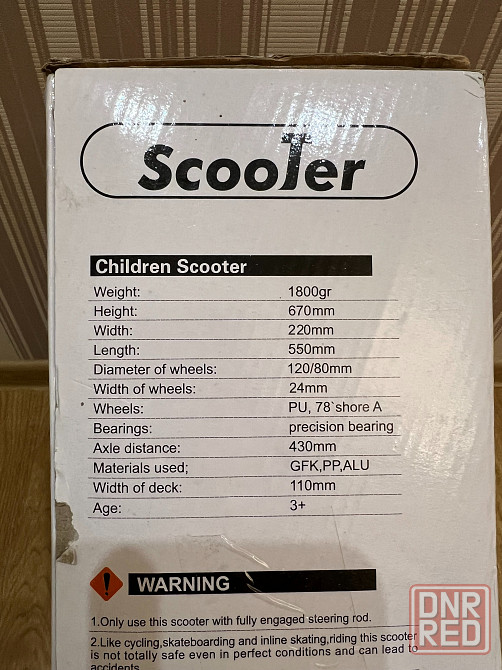 Scooter
Children Scooter
Weight: 1800gr
Height: 670mm
Width: 220mm
Length: 550mm
Diameter of wheels: 120/80mm
Width of wheels: 24mm
Wheels: PU, 78`shore A
Bearings: precision bearing
Axle distance: 430mm
Materials used; GFK,PP,ALU
Width of deck: 110mm
Age: 3+
WARNING
1.Only use this scooter with fully engaged steering rod.
2.Like cycling,skateboarding and inline skating,riding this scooter
is not totally safe even in perfect conditions and can lead to
accidents
DNR
RED